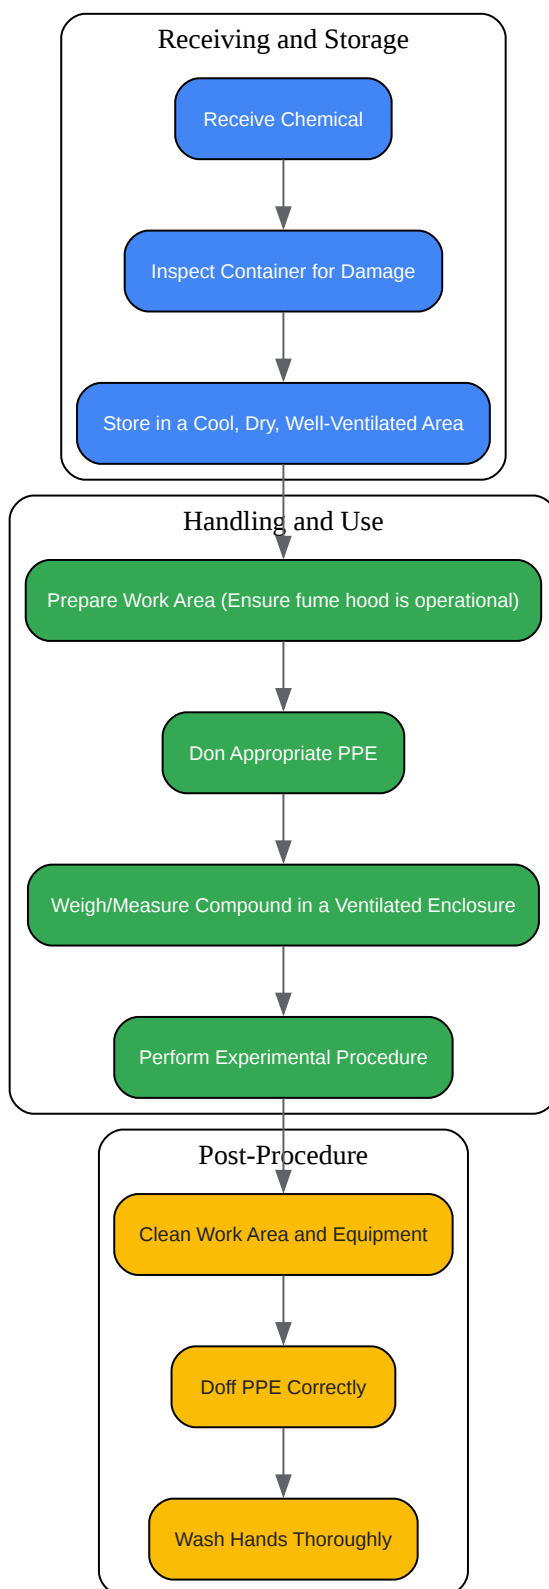 Receiving and Storage
Receive Chemical
Inspect Container for Damage
Store in a Cool, Dry, Well-Ventilated Area
Handling and Use
Prepare Work Area (Ensure fume hood is operational)
Don Appropriate PPE
Weigh/Measure Compound in a Ventilated Enclosure
Perform Experimental Procedure
Post-Procedure
Clean Work Area and Equipment
Doff PPE Correctly
Wash Hands Thoroughly